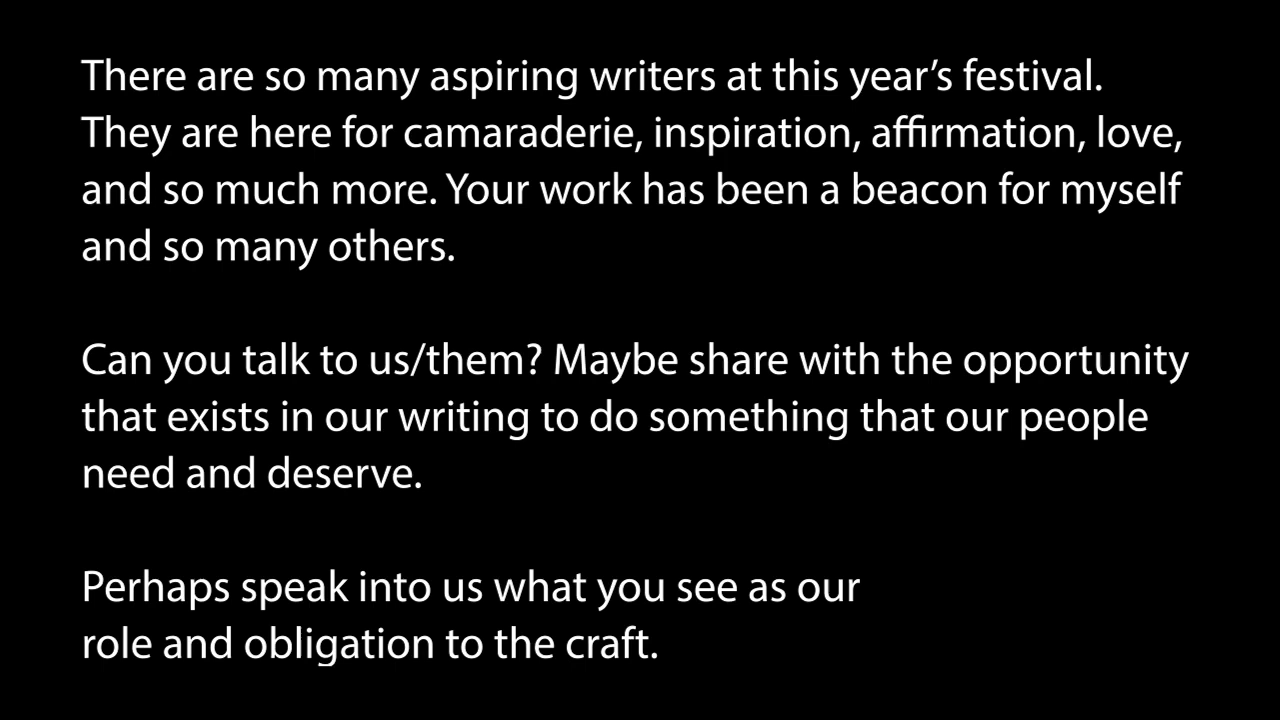 There are so many aspiring writers at this year’s festival.
They are here for camaraderie, inspiration, affirmation, love,
and so much more. Your work has been a beacon for myself
and so many others.
Can you talk to us/them? Maybe share with the opportunity
that exists in our writing to do something that our people
need and deserve.
Perhaps speak into us what you see as our
role and obligation to the craft.